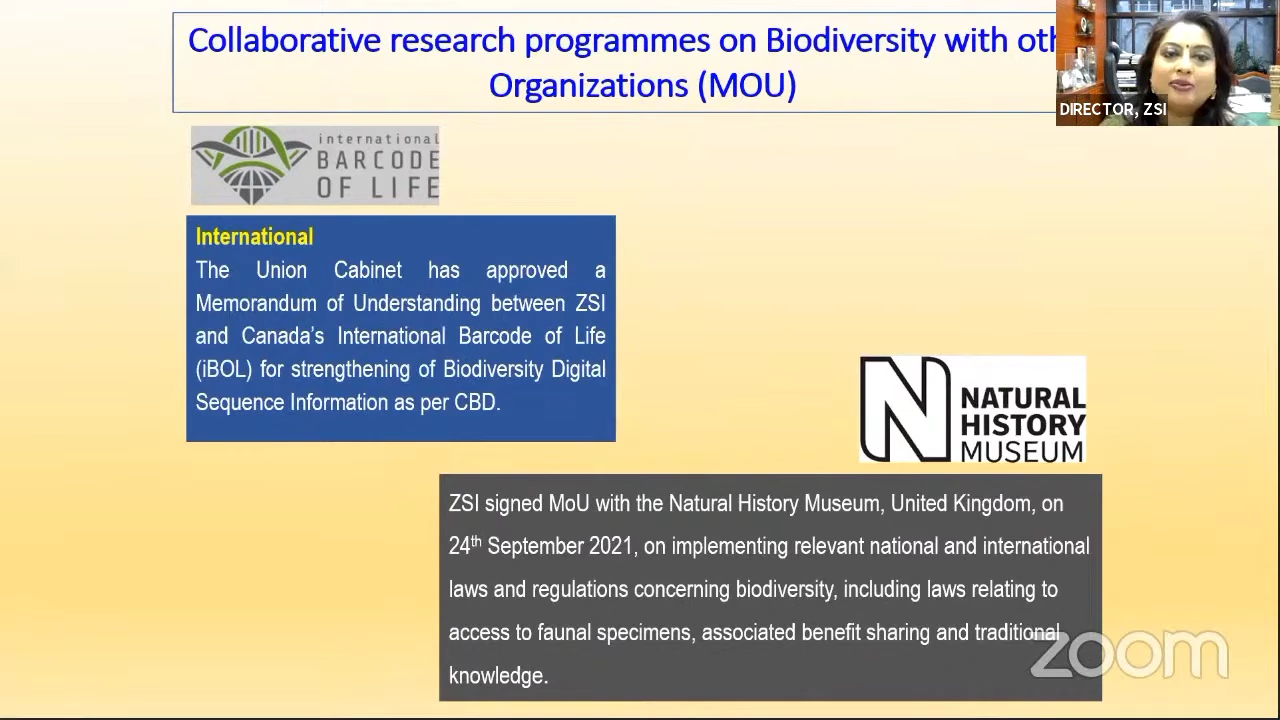 Collaborative research programmes on Biodiversity with oth
Organizations (MOU)
DIRECTOR, ZSI
international
BARCODE
OF LIFE
International
The Union Cabinet has approved a
Memorandum of Understanding between ZSI
and Canada’s International Barcode of Life
(iBOL) for strengthening of Biodiversity Digital
Sequence Information as per CBD.
N
NATURAL
HISTORY
MUSEUM
ZSI signed MoU with the Natural History Museum, United Kingdom, on
24th September 2021, on implementing relevant national and international
laws and regulations concerning biodiversity, including laws relating to
access to faunal specimens, associated benefit sharing and traditional
knowledge.
zoom